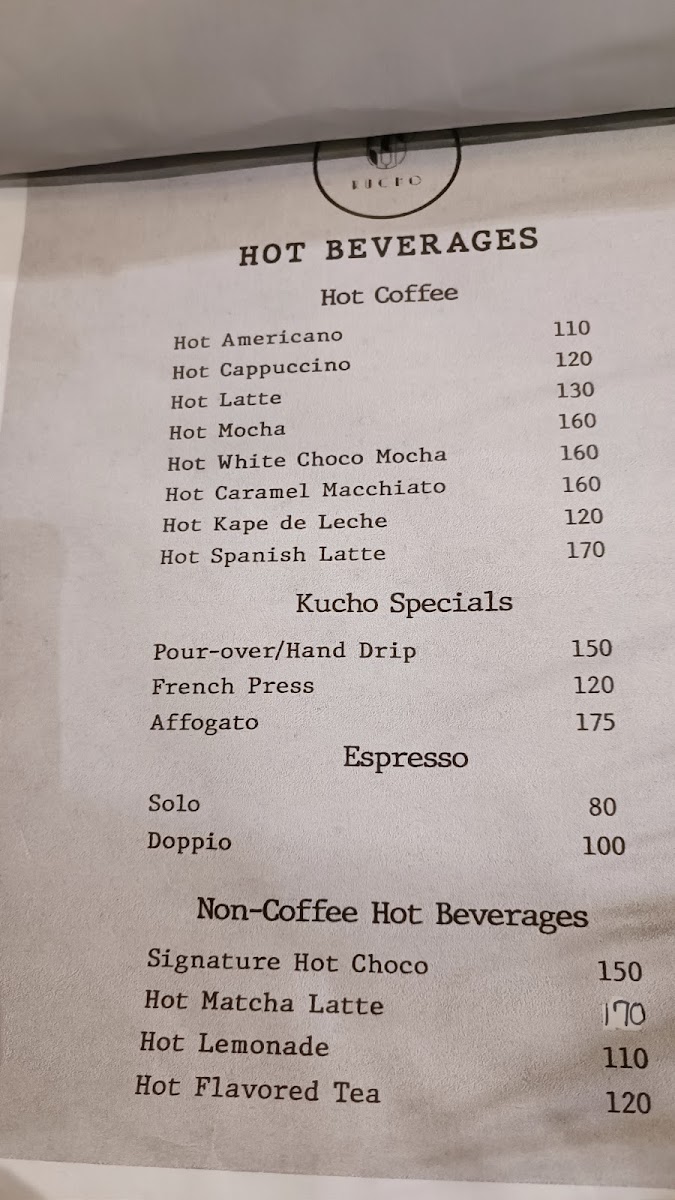 KUCHO
HOT BEVERAGES
Hot Coffee
Hot Americano 110
Hot Cappuccino 120
Hot Latte 130
Hot Mocha 160
Hot White Choco Mocha 160
Hot Caramel Macchiato 160
Hot Kape de Leche 120
Hot Spanish Latte 170
Kucho Specials
Pour-over/Hand Drip 150
French Press 120
Affogato 175
Espresso
Solo 80
Doppio 100
Non-Coffee Hot Beverages
Signature Hot Choco 150
Hot Matcha Latte 170
Hot Lemonade 110
Hot Flavored Tea 120